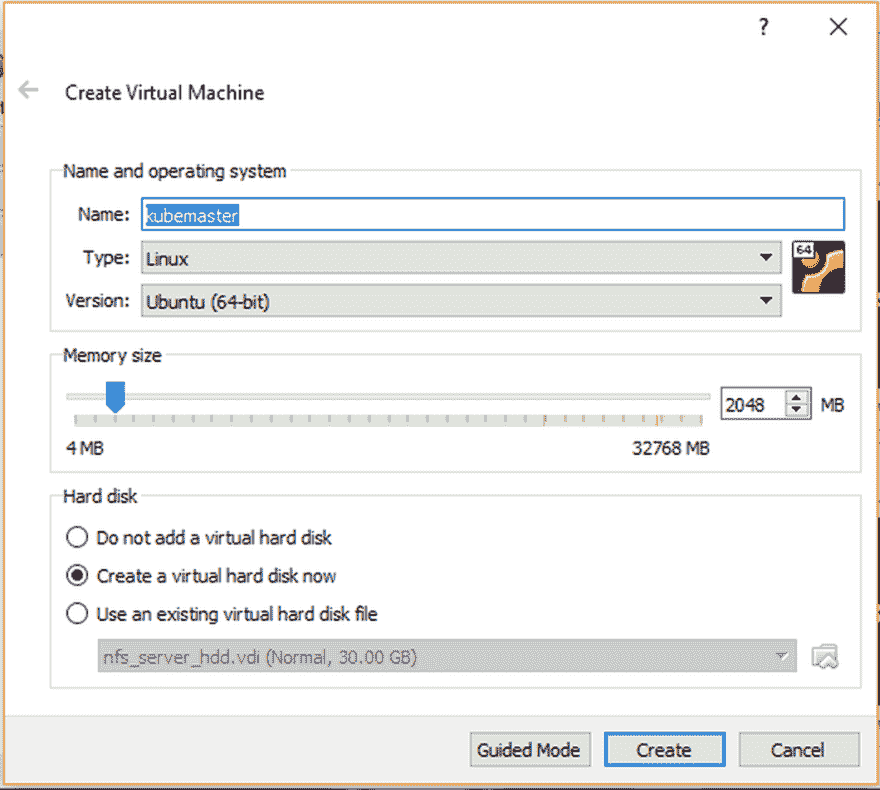 ?
Create Virtual Machine
Name and operating system
Name: kubemaster
Type: Linux
64
Version: Ubuntu (64-bit)
Memory size
2048 MB
4 MB 32768 MB
Hard disk
Do not add a virtual hard disk
Create a virtual hard disk now
Use an existing virtual hard disk file
nfs_server_hdd.vdi (Normal, 30.00 GB)
Guided Mode Create Cancel